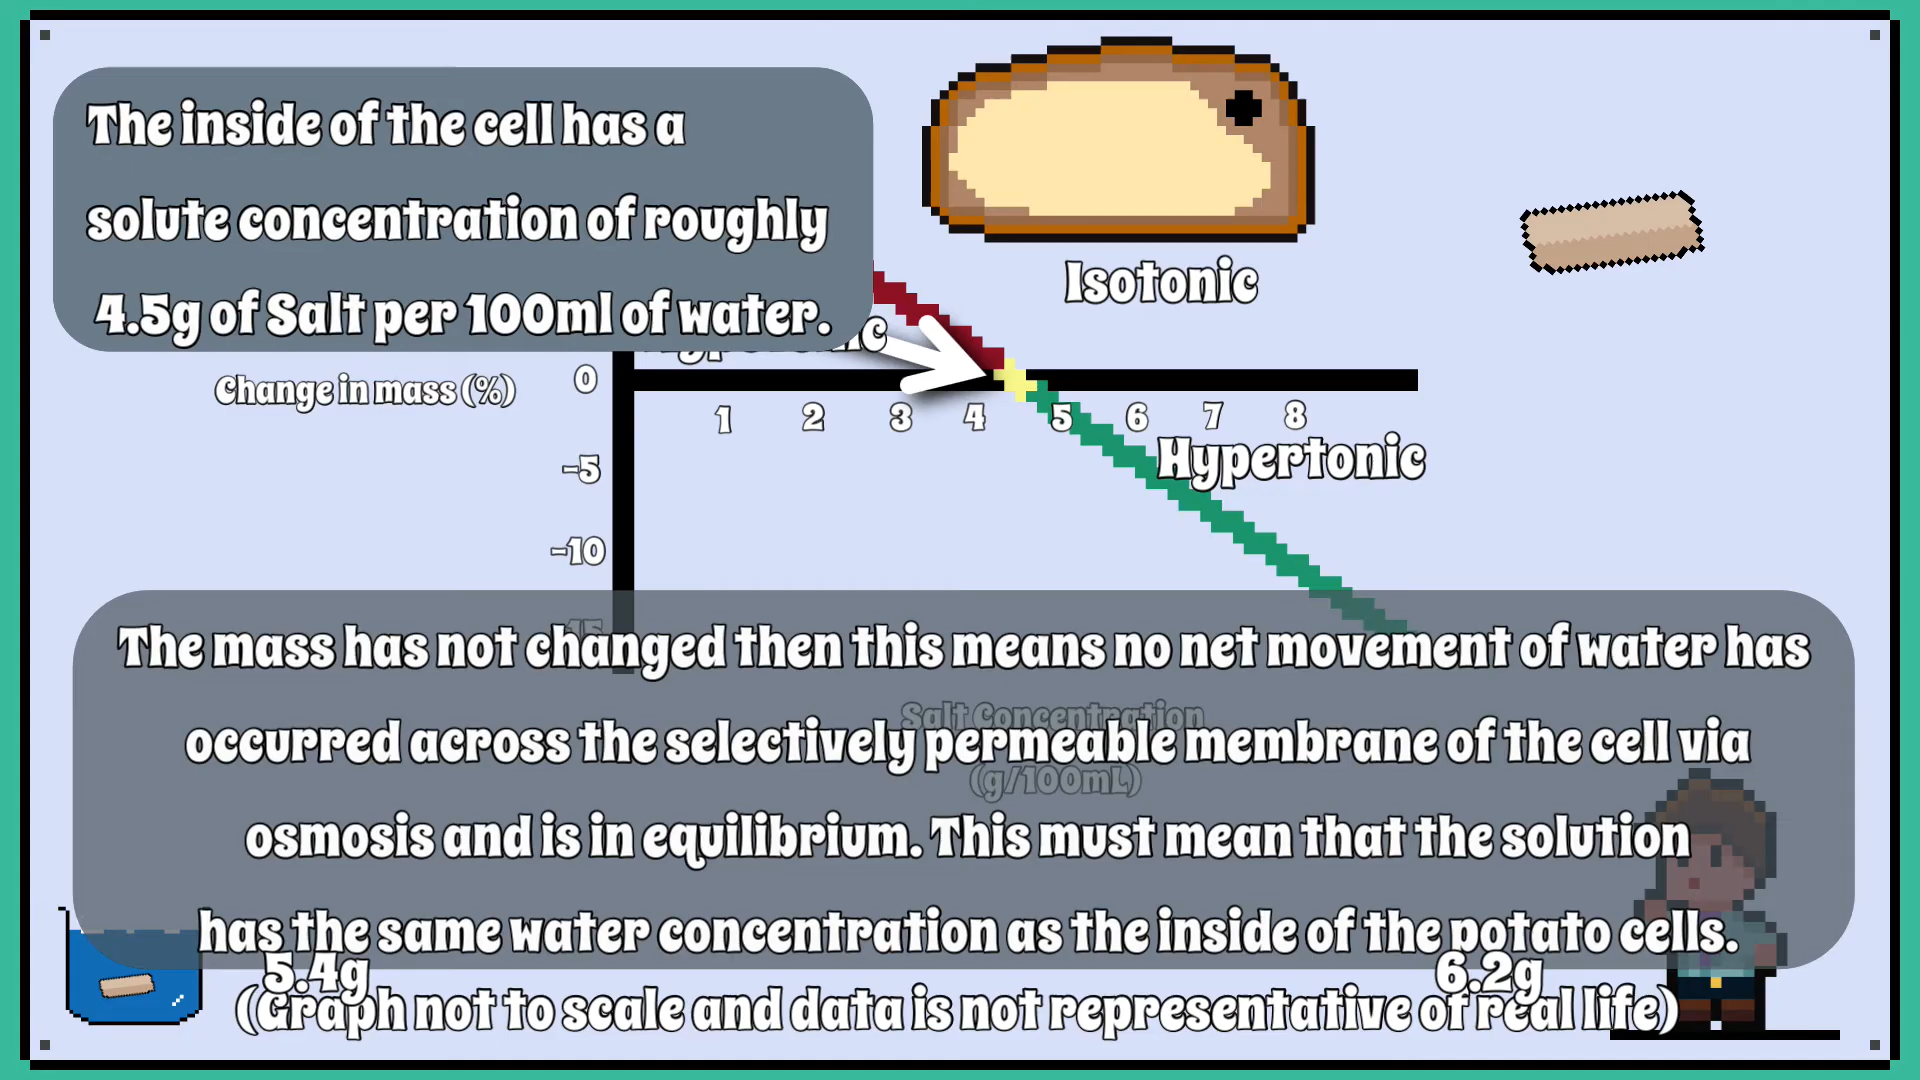 The inside of the cell has a
solute concentration of roughly
4.5g of Salt per 100ml of water.
Isotonic
Change in mass (%)
0
1 2 3 4 5 6 7 8
Hypertonic
-5
-10
-15
The mass has not changed then this means no net movement of water has
Salt Concentration
occurred across the selectively permeable membrane of the cell via
(g/100mL)
osmosis and is in equilibrium. This must mean that the solution
has the same water concentration as the inside of the potato cells.
5.4g
6.2g
(Graph not to scale and data is not representative of real life)